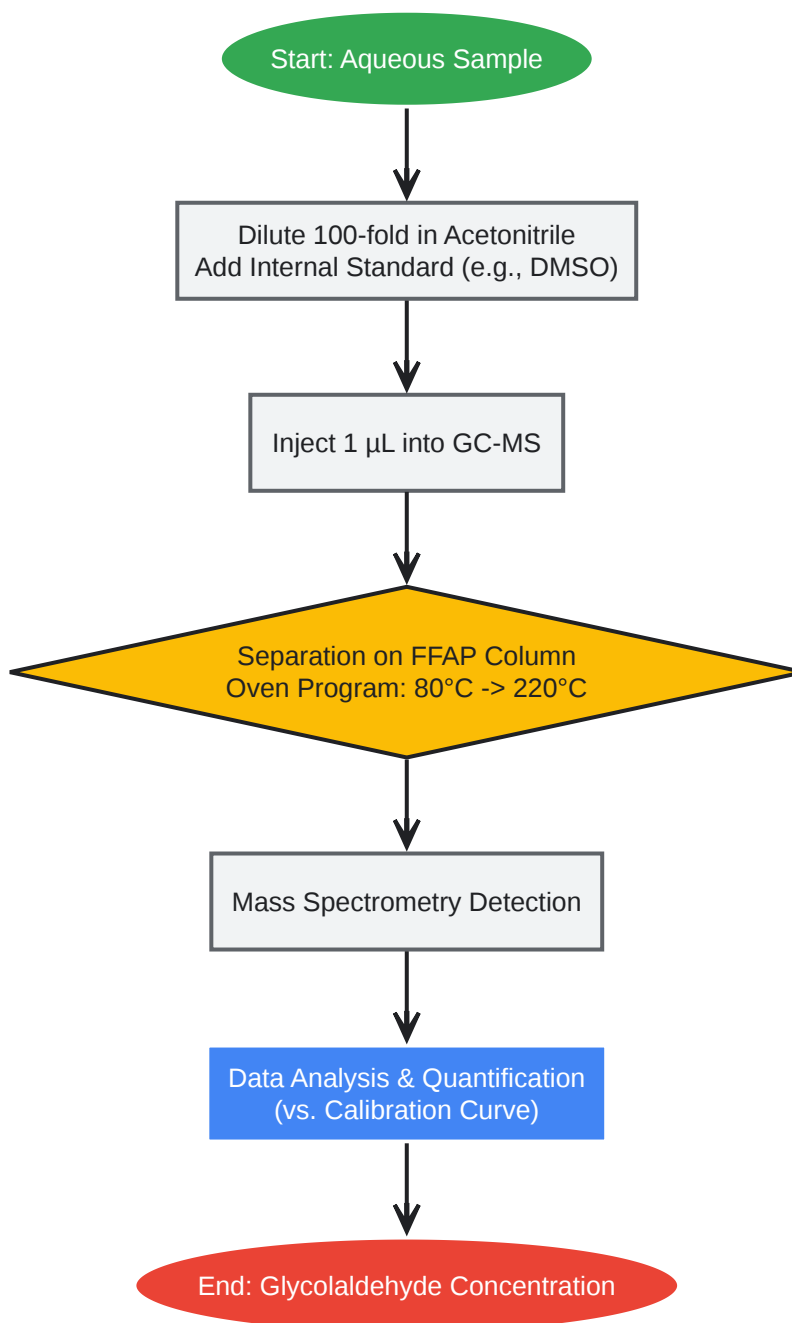 Start: Aqueous Sample
Dilute 100-fold in Acetonitrile
Add Internal Standard (e.g., DMSO)
Inject 1 µL into GC-MS
Separation on FFAP Column
Oven Program: 80°C -> 220°C
Mass Spectrometry Detection
Data Analysis & Quantification
(vs. Calibration Curve)
End: Glycolaldehyde Concentration